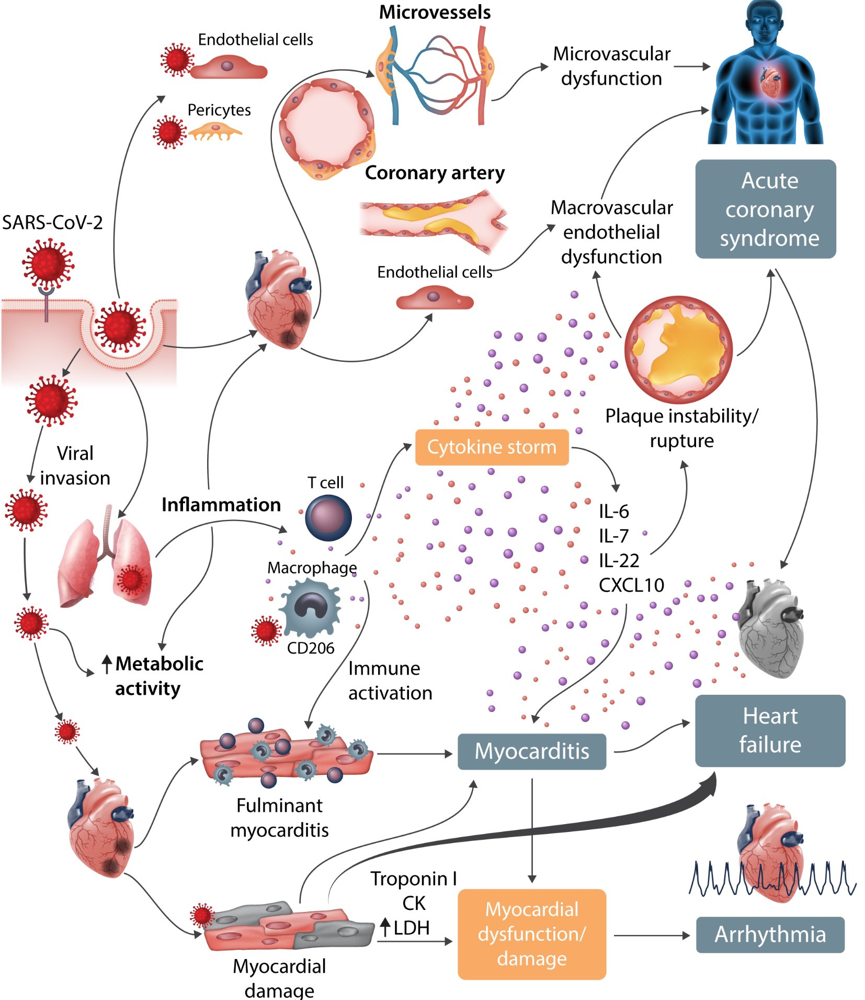 Microvessels
Endothelial cells
Microvascular
dysfunction
Pericytes
Coronary artery
Acute
coronary
syndrome
Macrovascular
endothelial
dysfunction
SARS-CoV-2
Endothelial cells
Plaque instability/
rupture
Cytokine storm
Viral
invasion
T cell
Inflammation
IL-6
IL-7
IL-22
CXCL10
Macrophage
CD206
↑ Metabolic
activity
Immune
activation
Heart
failure
Myocarditis
Fulminant
myocarditis
Troponin I
CK
↑ LDH
Myocardial
dysfunction/
damage
Arrhythmia
Myocardial
damage